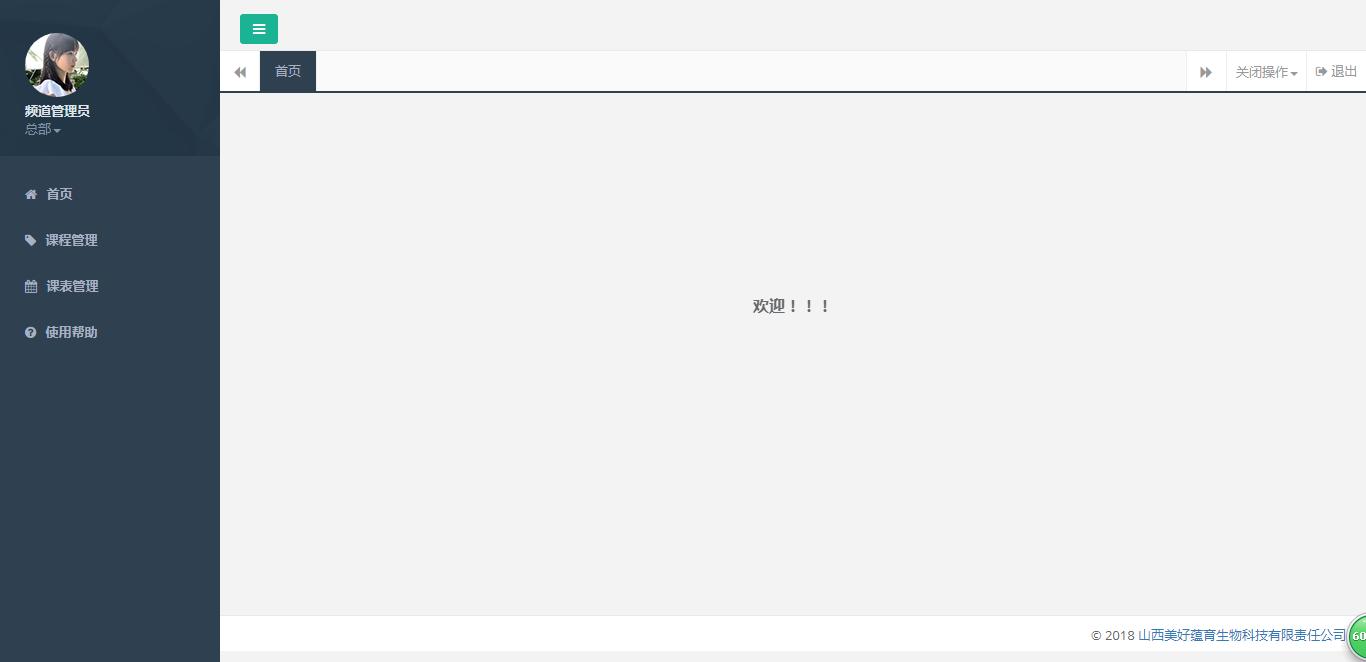 频道管理员
总部
首页
课程管理
课表管理
使用帮助
首页
关闭操作
退出
欢迎！！！
© 2018 山西美好蕴育生物科技有限责任公司
60